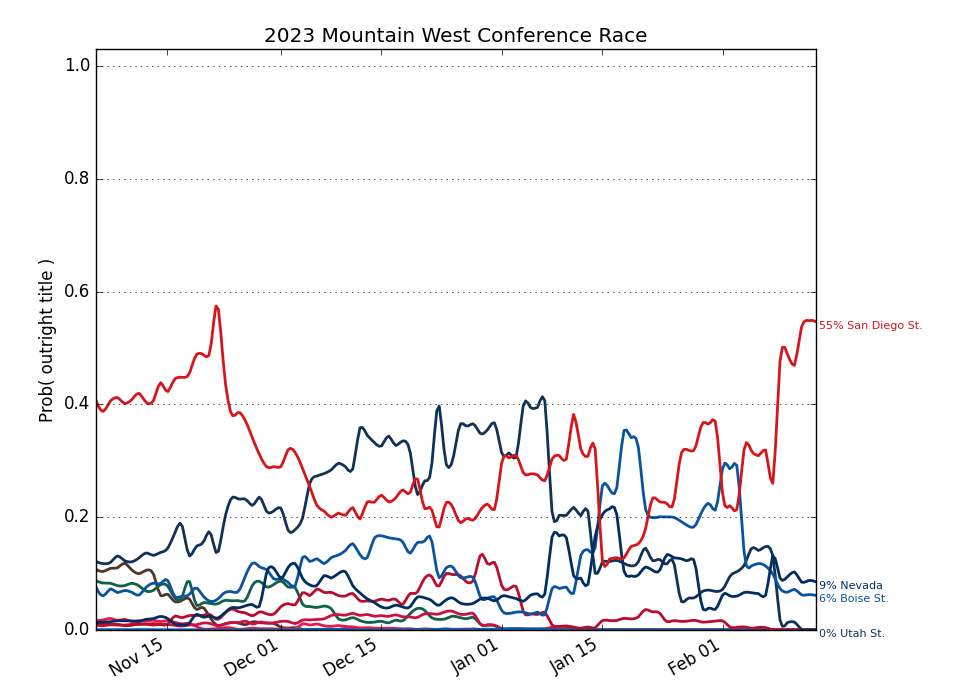 2023 Mountain West Conference Race
Prob( outright title )
1.0
0.8
0.6
0.4
0.2
0.0
55% San Diego St.
9% Nevada
6% Boise St.
0% Utah St.
Nov 15
Dec 01
Dec 15
Jan 01
Jan 15
Feb 01